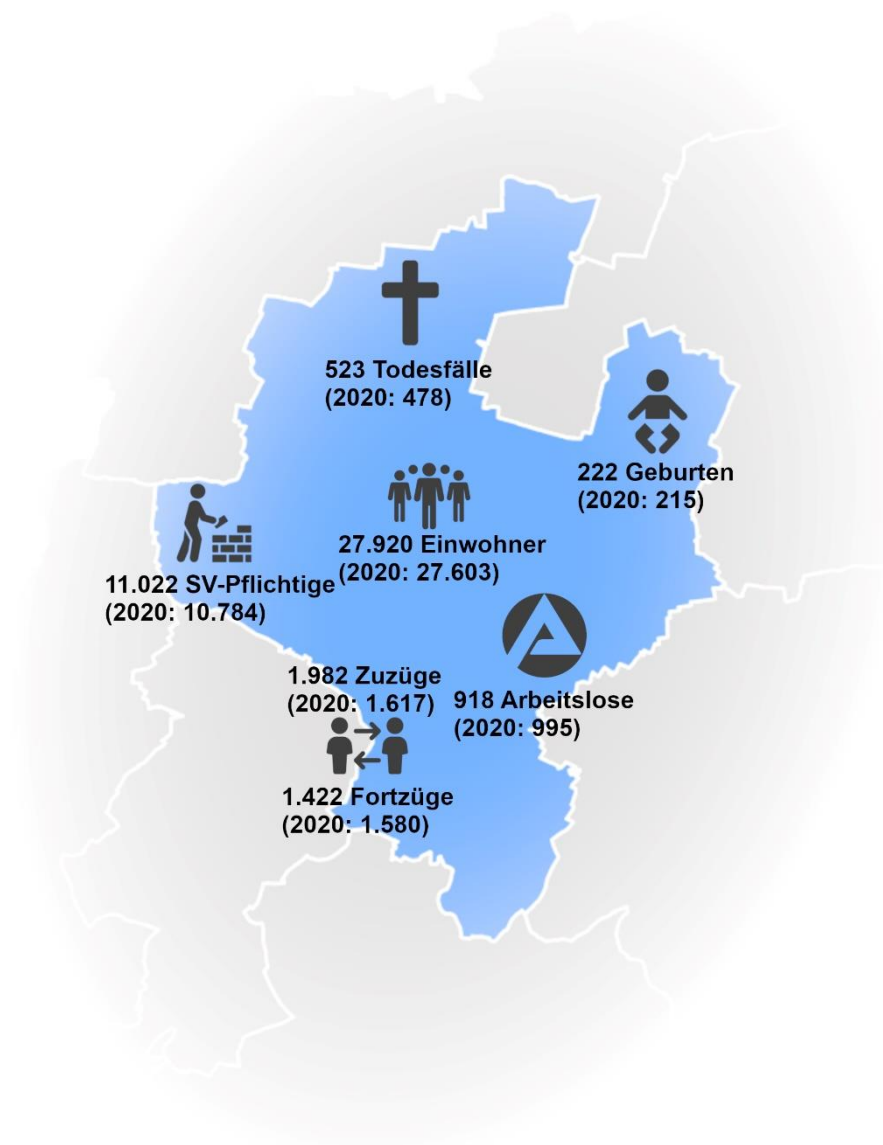 523 Todesfälle
(2020: 478)
222 Geburten
(2020: 215)
27.920 Einwohner
(2020: 27.603)
11.022 SV-Pflichtige
(2020: 10.784)
1.982 Zuzüge
(2020: 1.617)
918 Arbeitslose
(2020: 995)
1.422 Fortzüge
(2020: 1.580)